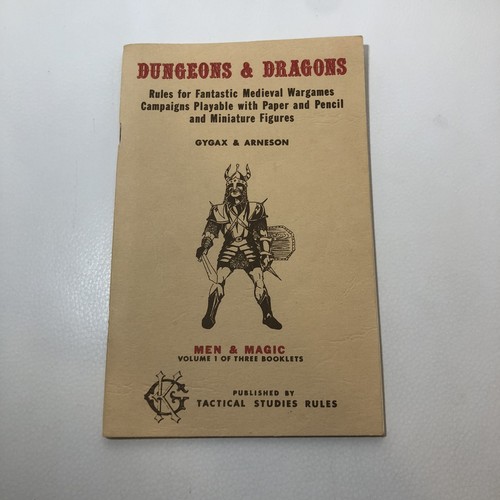 DUNGEONS & DRAGONS
Rules for Fantastic Medieval Wargames
Campaigns Playable with Paper and Pencil
and Miniature Figures
GYGAX & ARNESON
MEN & MAGIC
VOLUME 1 OF THREE BOOKLETS
GK
PUBLISHED BY
TACTICAL STUDIES RULES